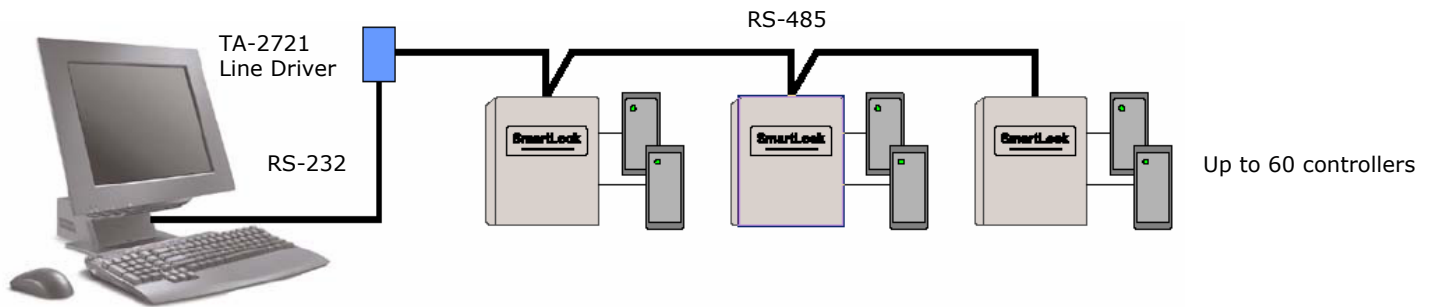 RS-485
TA-2721
Line Driver
RS-232
SmartLock
SmartLock
SmartLock
Up to 60 controllers